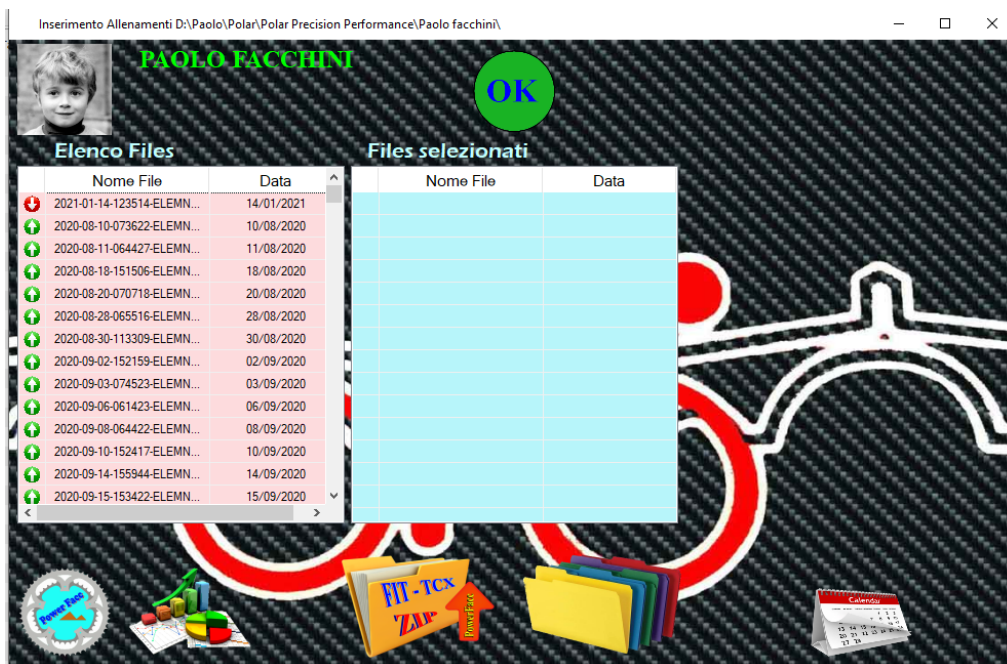 Inserimento Allenamenti D:\Paolo\Polar\Polar Precision Performance\Paolo facchini\
PAOLO FACCHINI
OK
Elenco Files
Files selezionati
Nome File Data
Nome File Data
2021-01-14-123514-ELEMN... 14/01/2021
2020-08-10-073622-ELEMN... 10/08/2020
2020-08-11-064427-ELEMN... 11/08/2020
2020-08-18-151506-ELEMN... 18/08/2020
2020-08-20-070718-ELEMN... 20/08/2020
2020-08-28-065516-ELEMN... 28/08/2020
2020-08-30-113309-ELEMN... 30/08/2020
2020-09-02-152159-ELEMN... 02/09/2020
2020-09-03-074523-ELEMN... 03/09/2020
2020-09-06-061423-ELEMN... 06/09/2020
2020-09-08-064422-ELEMN... 08/09/2020
2020-09-10-152417-ELEMN... 10/09/2020
2020-09-14-155944-ELEMN... 14/09/2020
2020-09-15-153422-ELEMN... 15/09/2020
Power Facc
FIT - TCX
ZIP
PowerFacc
Calendar